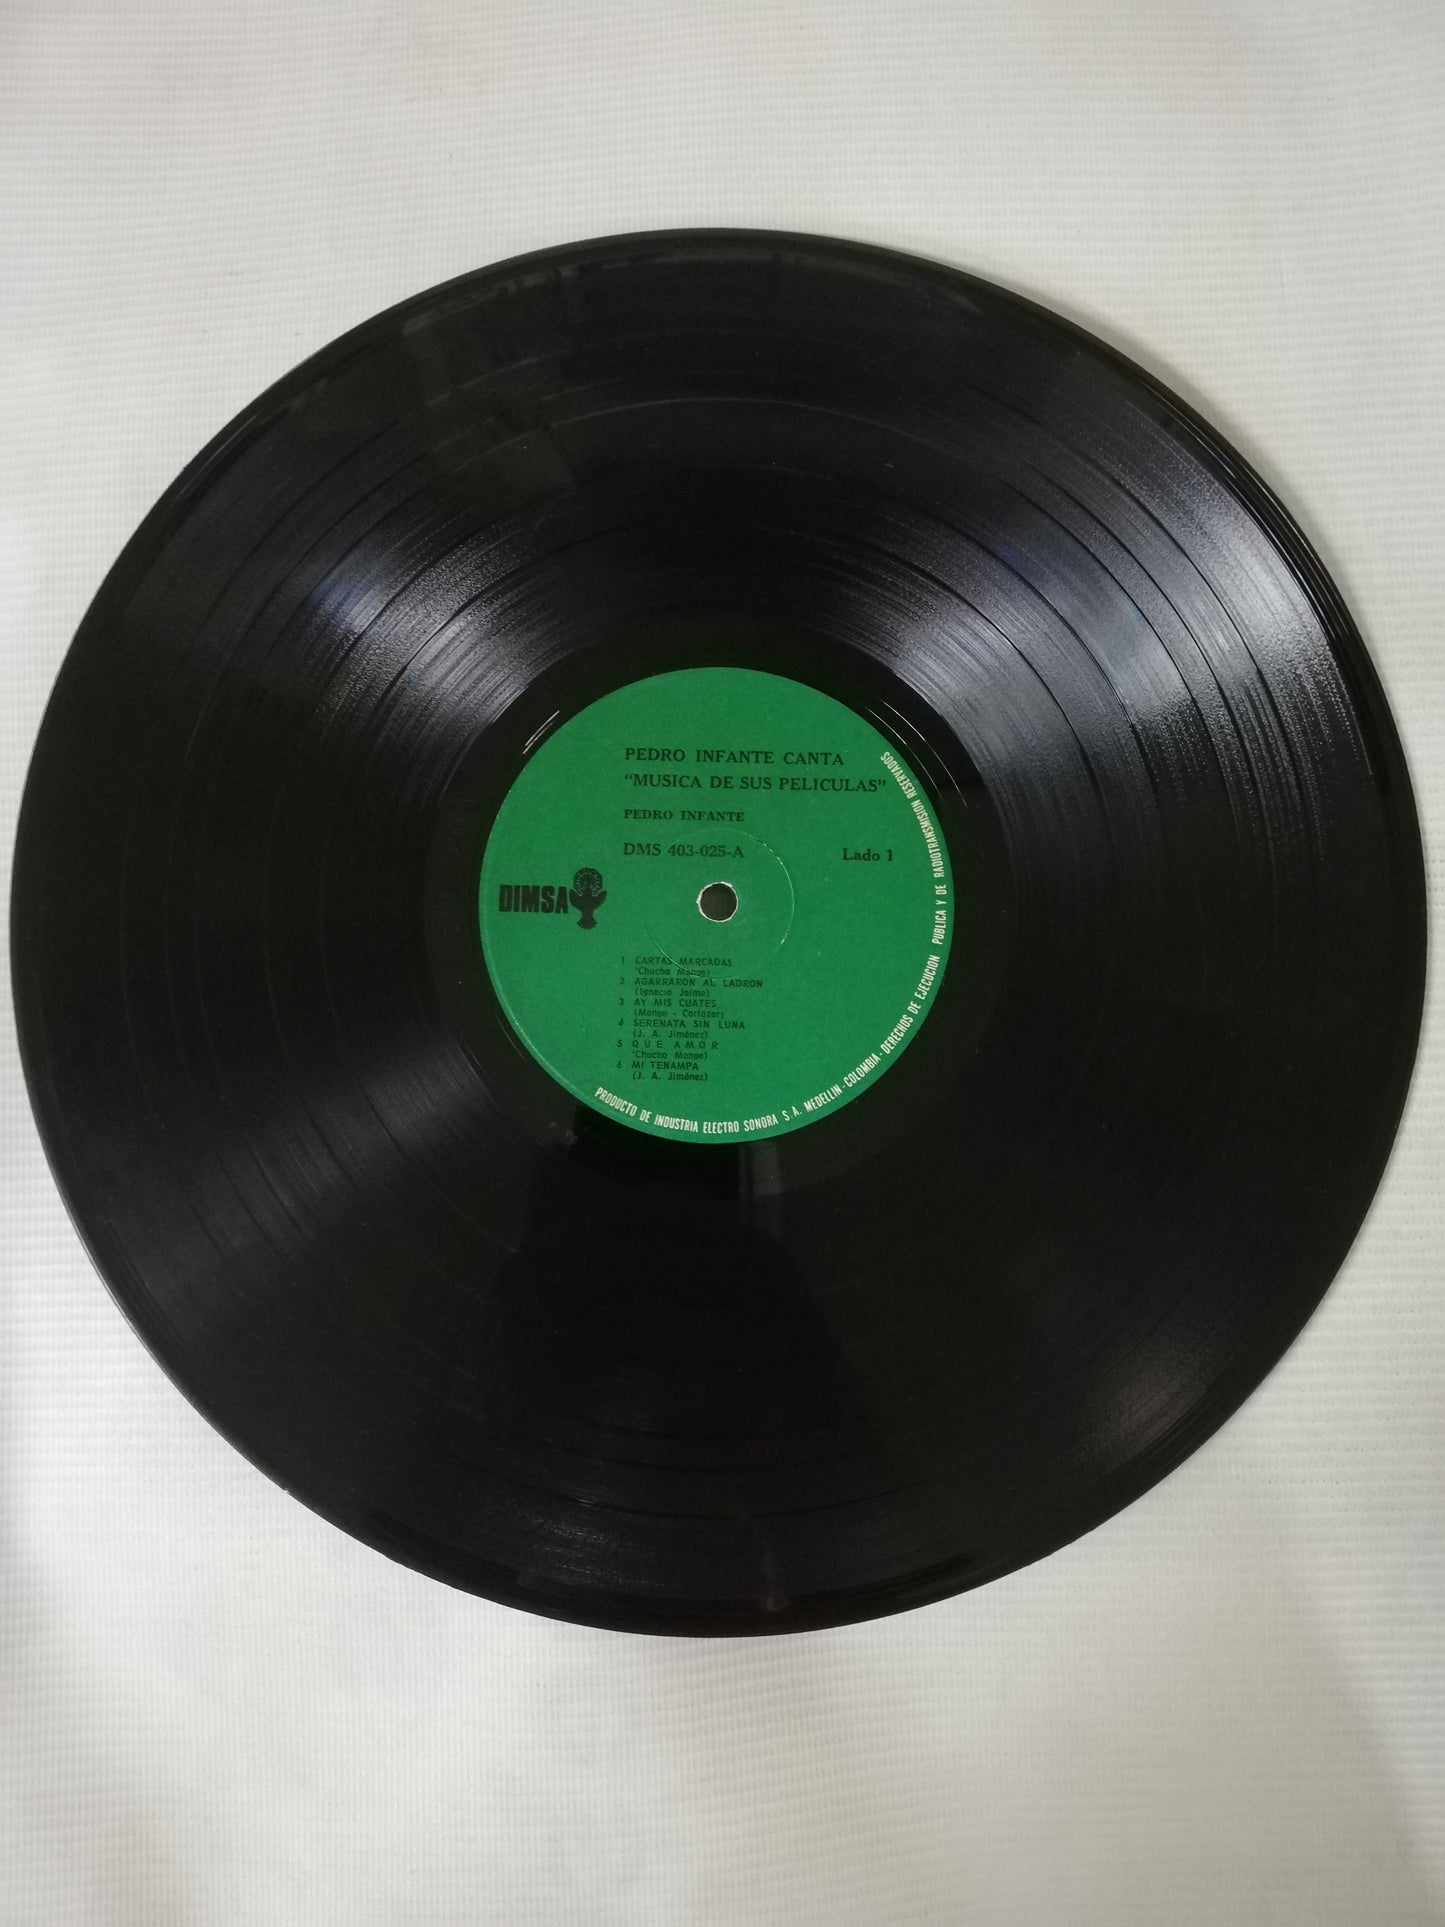 PEDRO INFANTE CANTA
“MUSICA DE SUS PELICULAS”
PEDRO INFANTE
DMS 403-025-A
Lado 1
DIMSA
1 CARTAS MARCADAS
(Chucho Monge)
2 AGARRARON AL LADRON
(Ignacio Jaime)
3 AY MIS CUATES
(Mango - Cortázar)
4 SERENATA SIN LUNA
(J. A. Jiménez)
5 QUE AMOR
(Chucho Monge)
6 MI TENAMPA
(J. A. Jiménez)
PRODUCTO DE INDUSTRIA ELECTRO SONORA S.A. MEDELLIN - COLOMBIA - DERECHOS DE EJECUCION PUBLICA Y DE RADIOTRANSMISION RESERVADOS